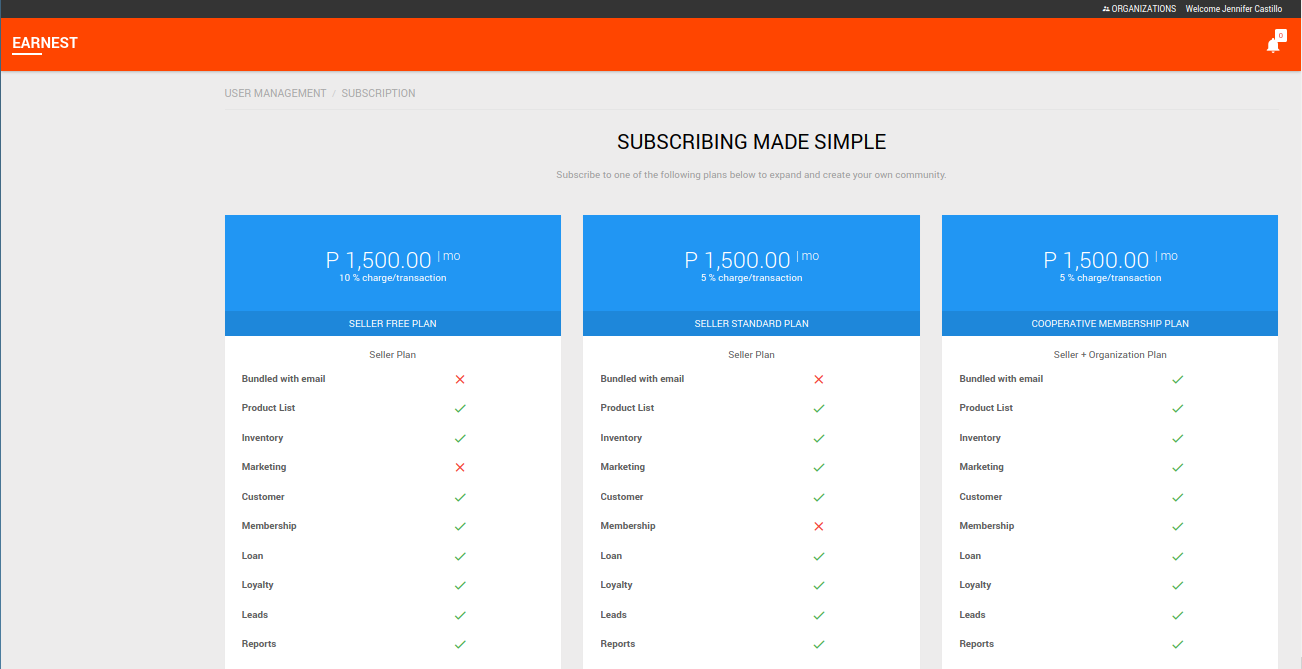 ORGANIZATIONS Welcome Jennifer Castillo
EARNEST
0
USER MANAGEMENT / SUBSCRIPTION
SUBSCRIBING MADE SIMPLE
Subscribe to one of the following plans below to expand and create your own community.
P 1,500.00 | mo
10 % charge/transaction
SELLER FREE PLAN
Seller Plan
Bundled with email
Product List
Inventory
Marketing
Customer
Membership
Loan
Loyalty
Leads
Reports
P 1,500.00 | mo
5 % charge/transaction
SELLER STANDARD PLAN
Seller Plan
Bundled with email
Product List
Inventory
Marketing
Customer
Membership
Loan
Loyalty
Leads
Reports
P 1,500.00 | mo
5 % charge/transaction
COOPERATIVE MEMBERSHIP PLAN
Seller + Organization Plan
Bundled with email
Product List
Inventory
Marketing
Customer
Membership
Loan
Loyalty
Leads
Reports